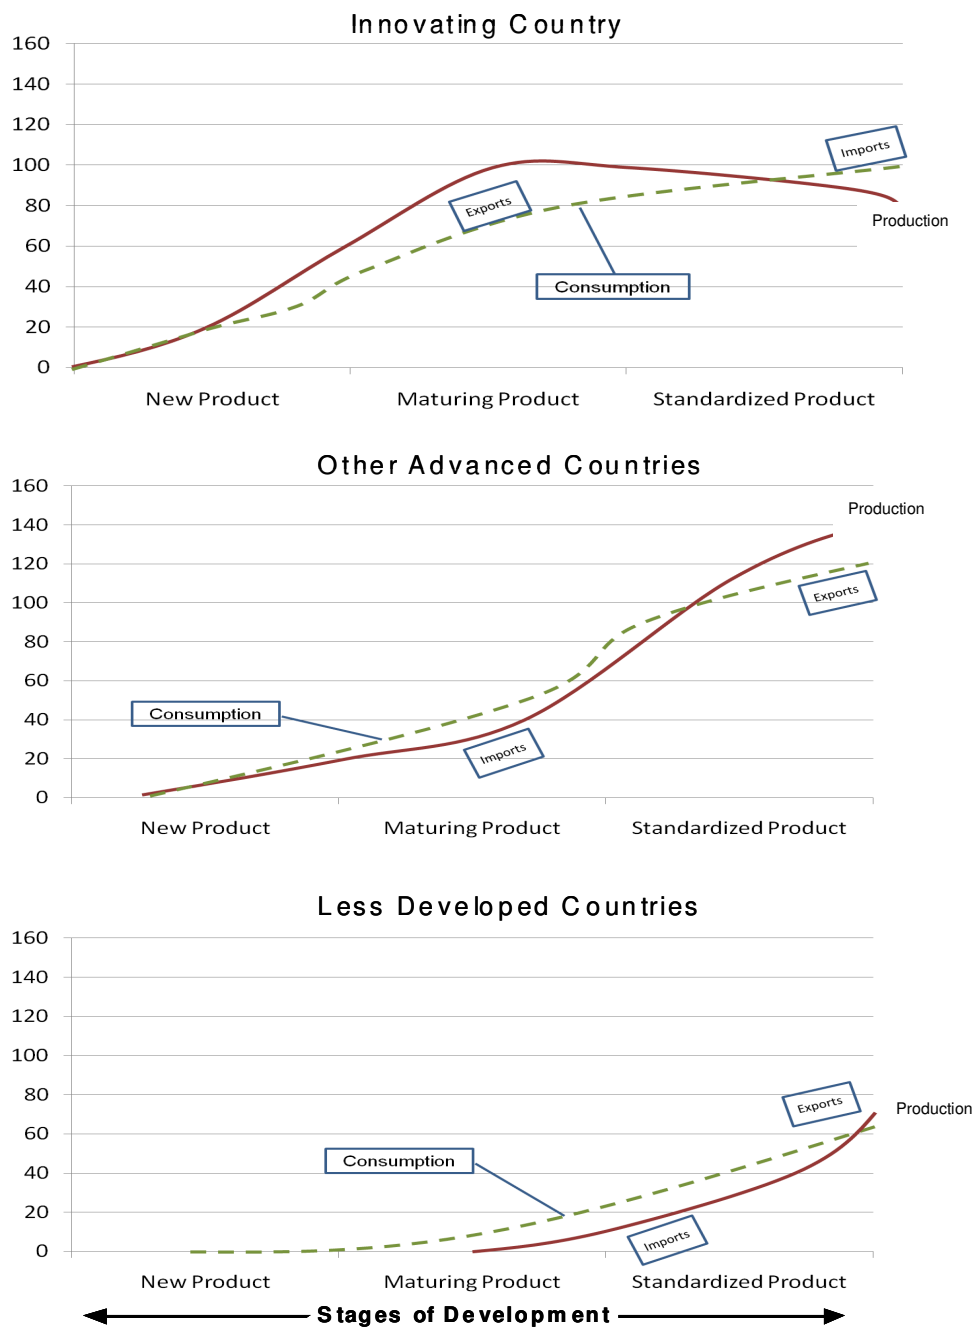 Innovating Country
160
140
120
100
80
60
40
20
0
Imports
Exports
Production
Consumption
New Product
Maturing Product
Standardized Product
Other Advanced Countries
160
140
120
100
80
60
40
20
0
Production
Exports
Consumption
Imports
New Product
Maturing Product
Standardized Product
Less Developed Countries
160
140
120
100
80
60
40
20
0
Exports
Production
Consumption
Imports
New Product
Maturing Product
Standardized Product
Stages of Development